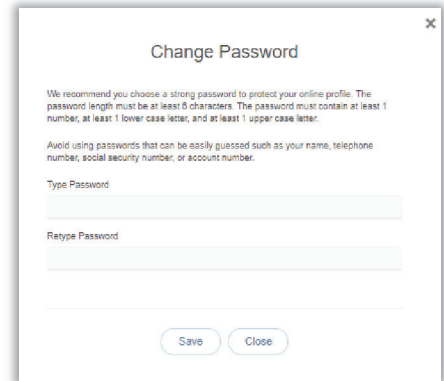 Change Password
We recommend you choose a strong password to protect your online profile. The
password length must be at least 8 characters. The password must contain at least 1
number, at least 1 lower case letter, and at least 1 upper case letter.
Avoid using passwords that can be easily guessed such as your name, telephone
number, social security number, or account number.
Type Password
Retype Password
Save Close